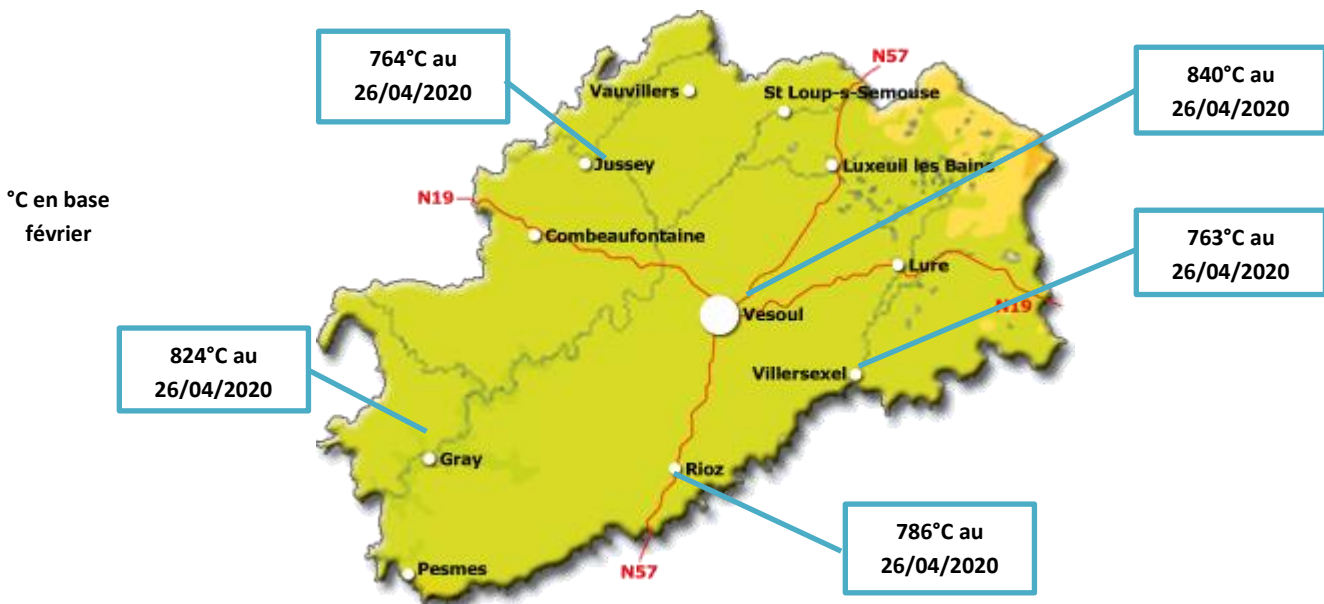 764°C au
26/04/2020
N57
840°C au
26/04/2020
Vauvillers
St Loup-s-Semouse
Jussey
Luxeuil les Bains
°C en base
février
N19
Combeaufontaine
763°C au
26/04/2020
Lure
N19
Vesoul
824°C au
26/04/2020
Villersexel
Gray
Rioz
786°C au
26/04/2020
N57
Pesmes